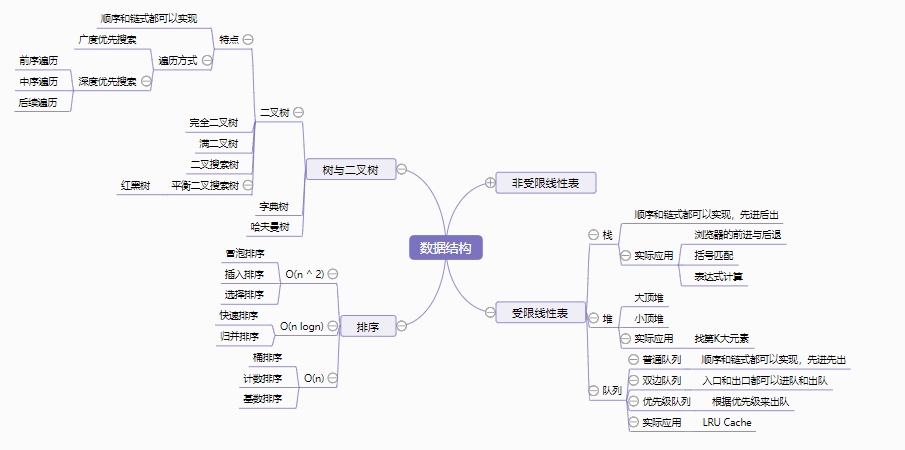 数据结构
树与二叉树
二叉树
特点
顺序和链式都可以实现
遍历方式
广度优先搜索
深度优先搜索
前序遍历
中序遍历
后续遍历
完全二叉树
满二叉树
二叉搜索树
平衡二叉搜索树
红黑树
字典树
哈夫曼树
排序
O(n ^ 2)
冒泡排序
插入排序
选择排序
O(n logn)
快速排序
归并排序
O(n)
桶排序
计数排序
基数排序
非受限线性表
受限线性表
栈
顺序和链式都可以实现，先进后出
实际应用
浏览器的前进与后退
括号匹配
表达式计算
堆
大顶堆
小顶堆
实际应用
找第K大元素
队列
普通队列
顺序和链式都可以实现，先进先出
双边队列
入口和出口都可以进队和出队
优先级队列
根据优先级来出队
实际应用
LRU Cache